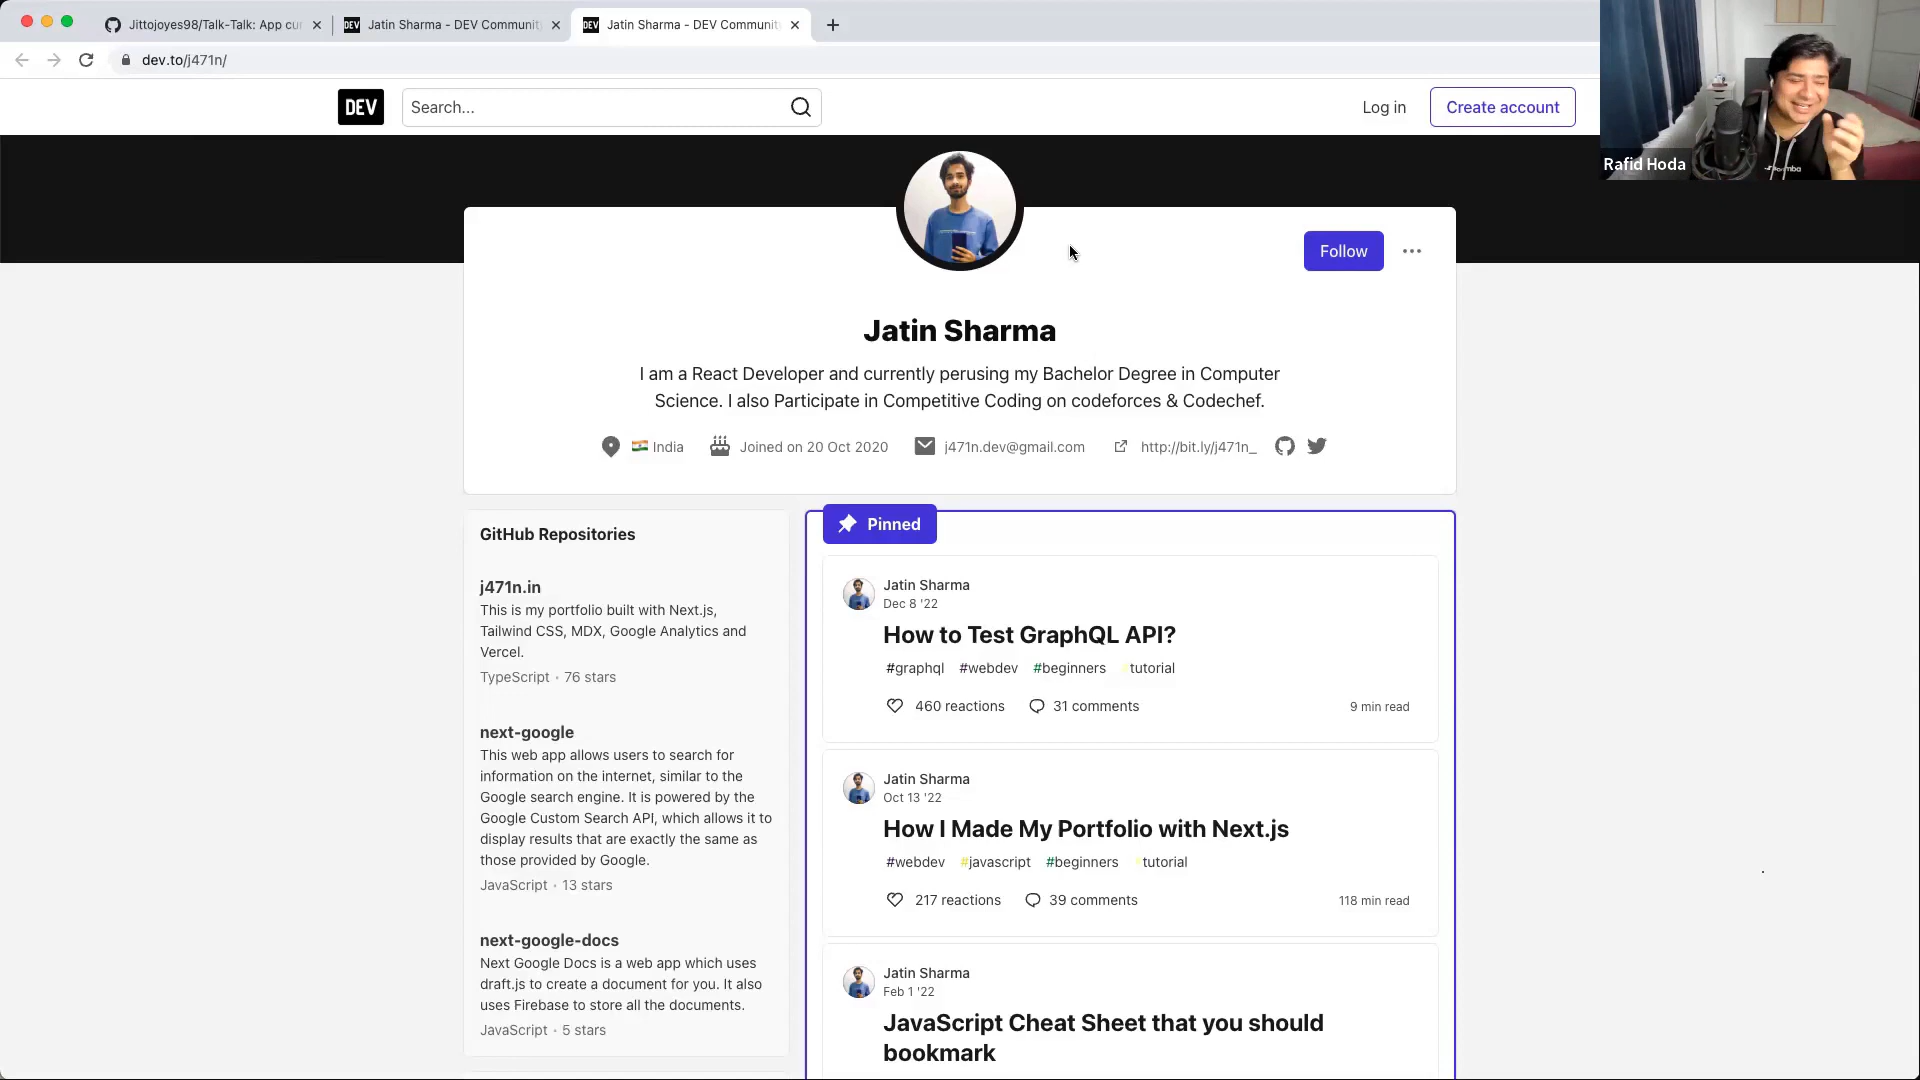 Jittojoyes98/Talk-Talk: App cu
Jatin Sharma - DEV Communit
Jatin Sharma - DEV Communit
dev.to/j471n/
DEV
Search...
Log in
Create account
Rafid Hoda
Follow
Jatin Sharma
I am a React Developer and currently perusing my Bachelor Degree in Computer
Science. I also Participate in Competitive Coding on codeforces & Codechef.
India
Joined on 20 Oct 2020
j471n.dev@gmail.com
http://bit.ly/j471n_
GitHub Repositories
j471n.in
This is my portfolio built with Next.js,
Tailwind CSS, MDX, Google Analytics and
Vercel.
TypeScript • 76 stars
next-google
This web app allows users to search for
information on the internet, similar to the
Google search engine. It is powered by the
Google Custom Search API, which allows it to
display results that are exactly the same as
those provided by Google.
JavaScript • 13 stars
next-google-docs
Next Google Docs is a web app which uses
draft.js to create a document for you. It also
uses Firebase to store all the documents.
JavaScript • 5 stars
Pinned
Jatin Sharma
Dec 8 '22
How to Test GraphQL API?
#graphql #webdev #beginners #tutorial
460 reactions
31 comments
9 min read
Jatin Sharma
Oct 13 '22
How I Made My Portfolio with Next.js
#webdev #javascript #beginners #tutorial
217 reactions
39 comments
118 min read
Jatin Sharma
Feb 1 '22
JavaScript Cheat Sheet that you should
bookmark